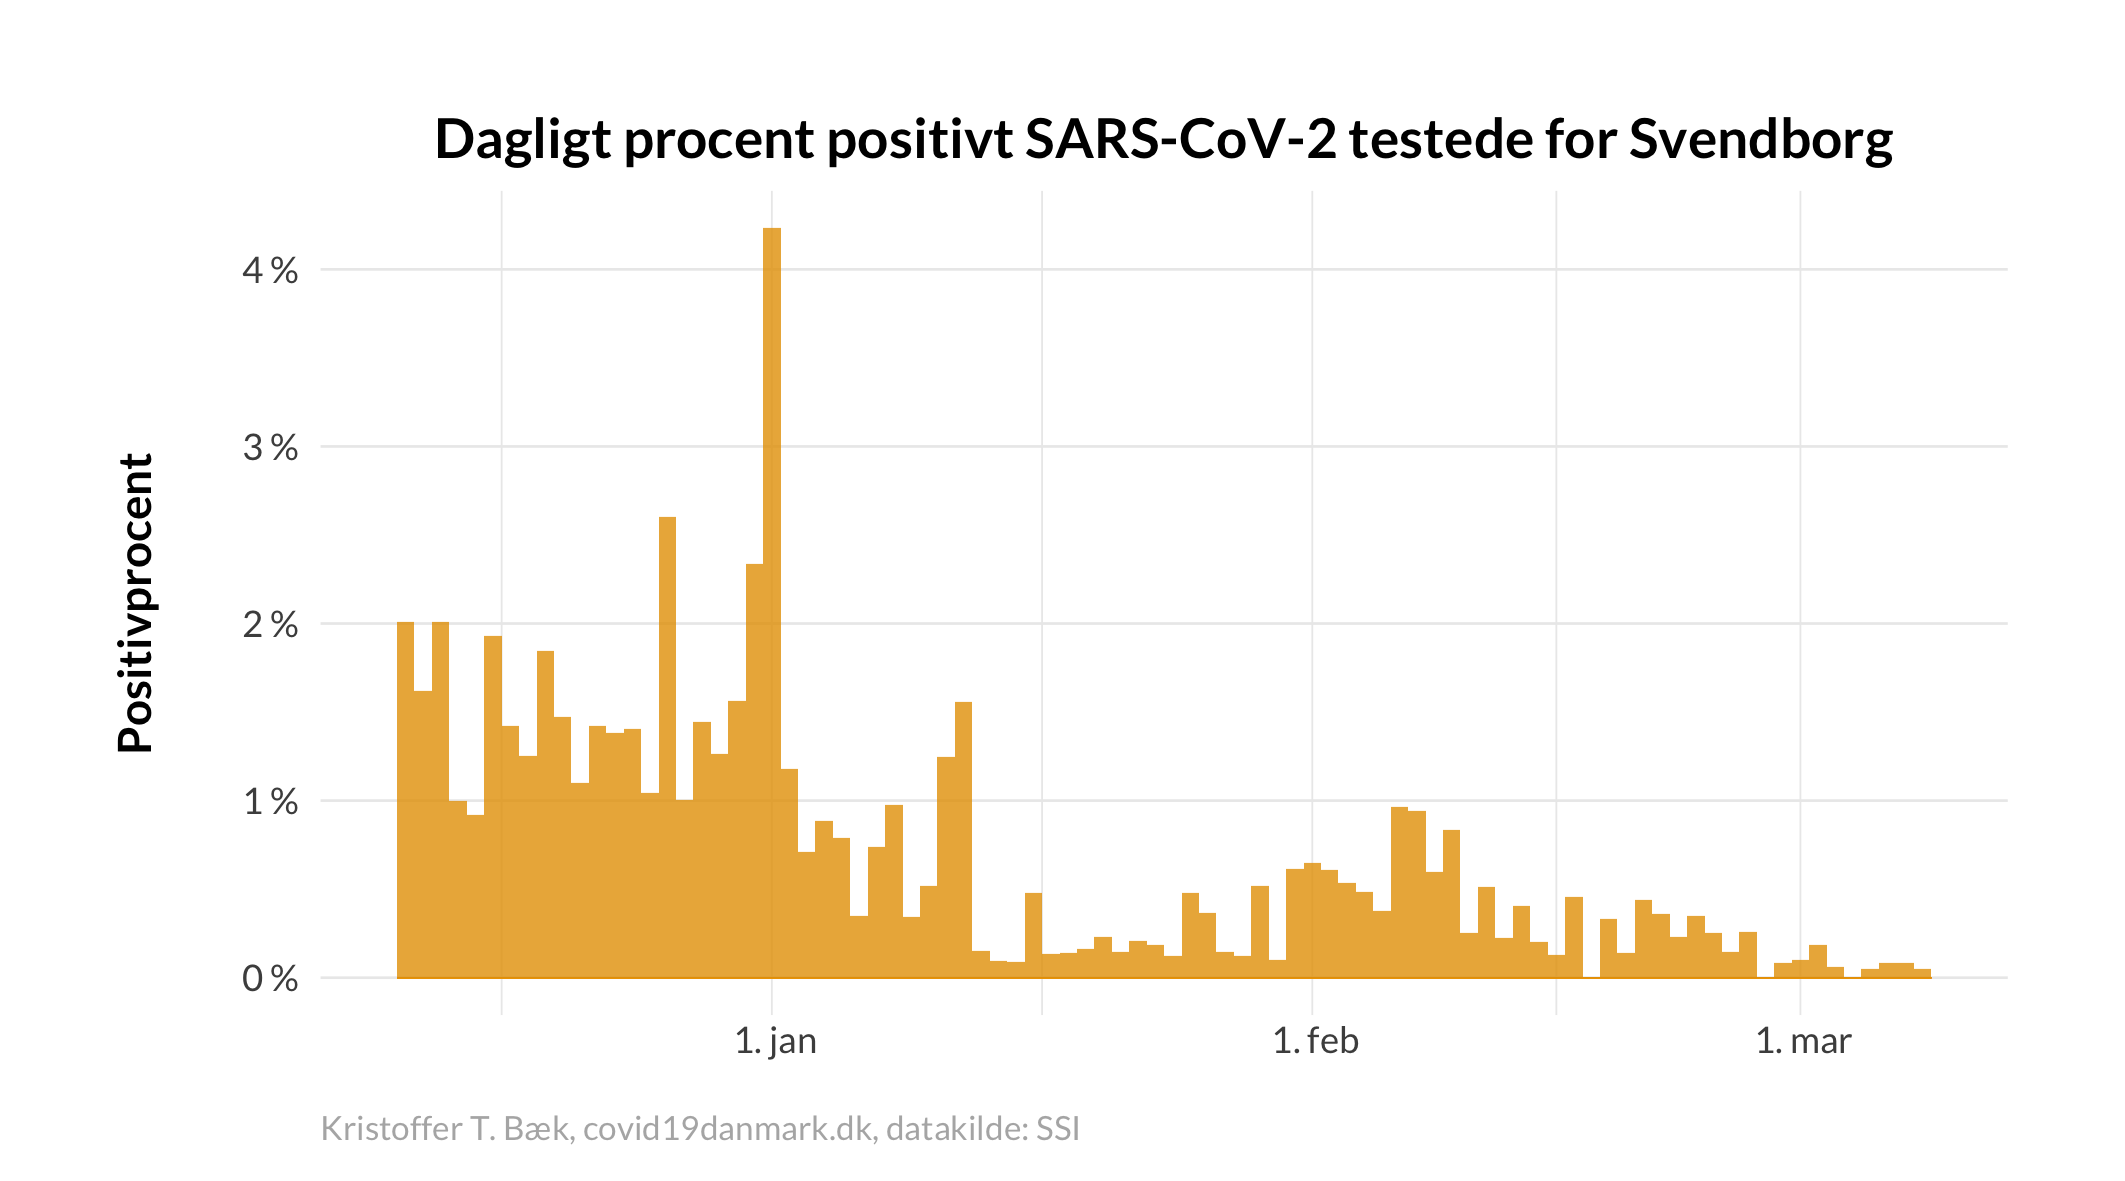 Dagligt procent positivt SARS-CoV-2 testede for Svendborg
Positivprocent
4 %
3 %
2 %
1 %
0 %
1. jan
1. feb
1. mar
Kristoffer T. Bæk, covid19danmark.dk, datakilde: SSI